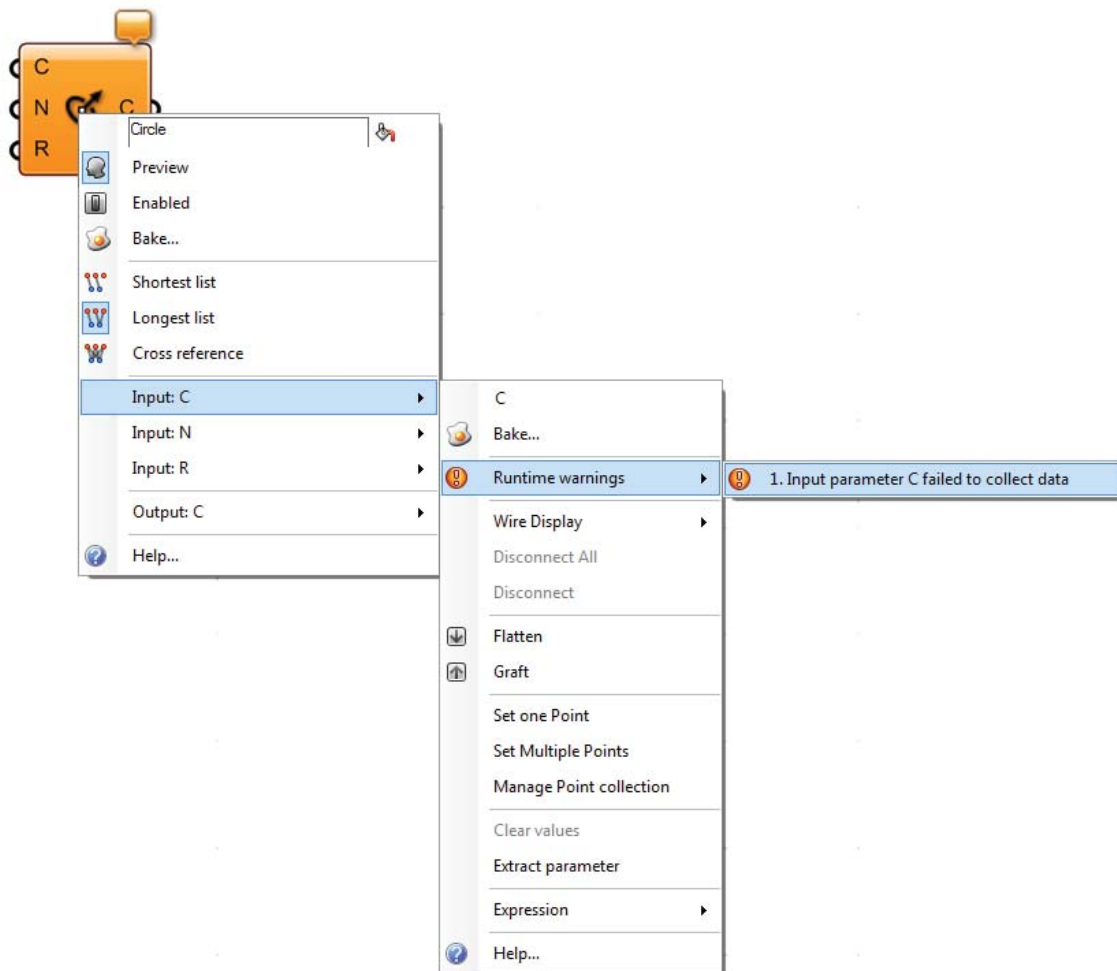 C
N C
R
Circle
Preview
Enabled
Bake...
Shortest list
Longest list
Cross reference
Input: C
Input: N
Input: R
Output: C
Help...
C
Bake...
Runtime warnings
1. Input parameter C failed to collect data
Wire Display
Disconnect All
Disconnect
Flatten
Graft
Set one Point
Set Multiple Points
Manage Point collection
Clear values
Extract parameter
Expression
Help...